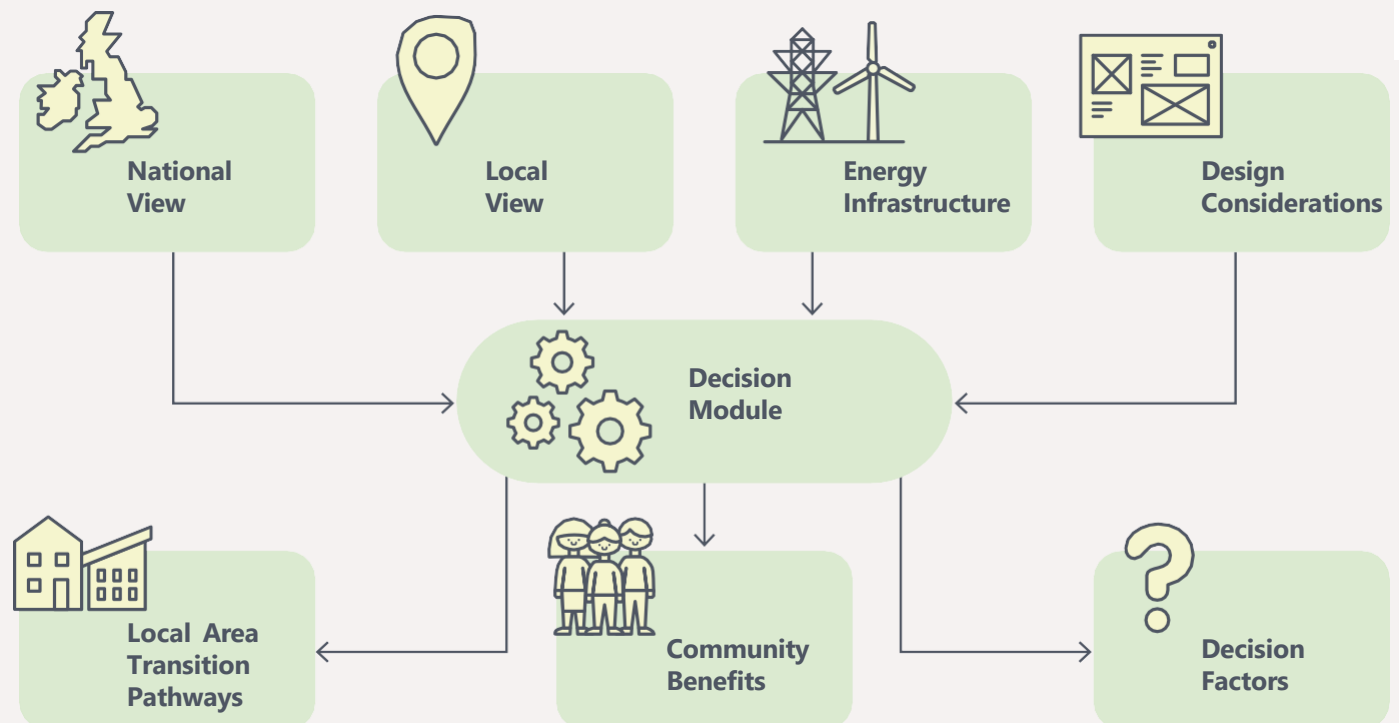 National
View
Local
View
Energy
Infrastructure
Design
Considerations
Decision
Module
Local Area
Transition
Pathways
Community
Benefits
Decision
Factors